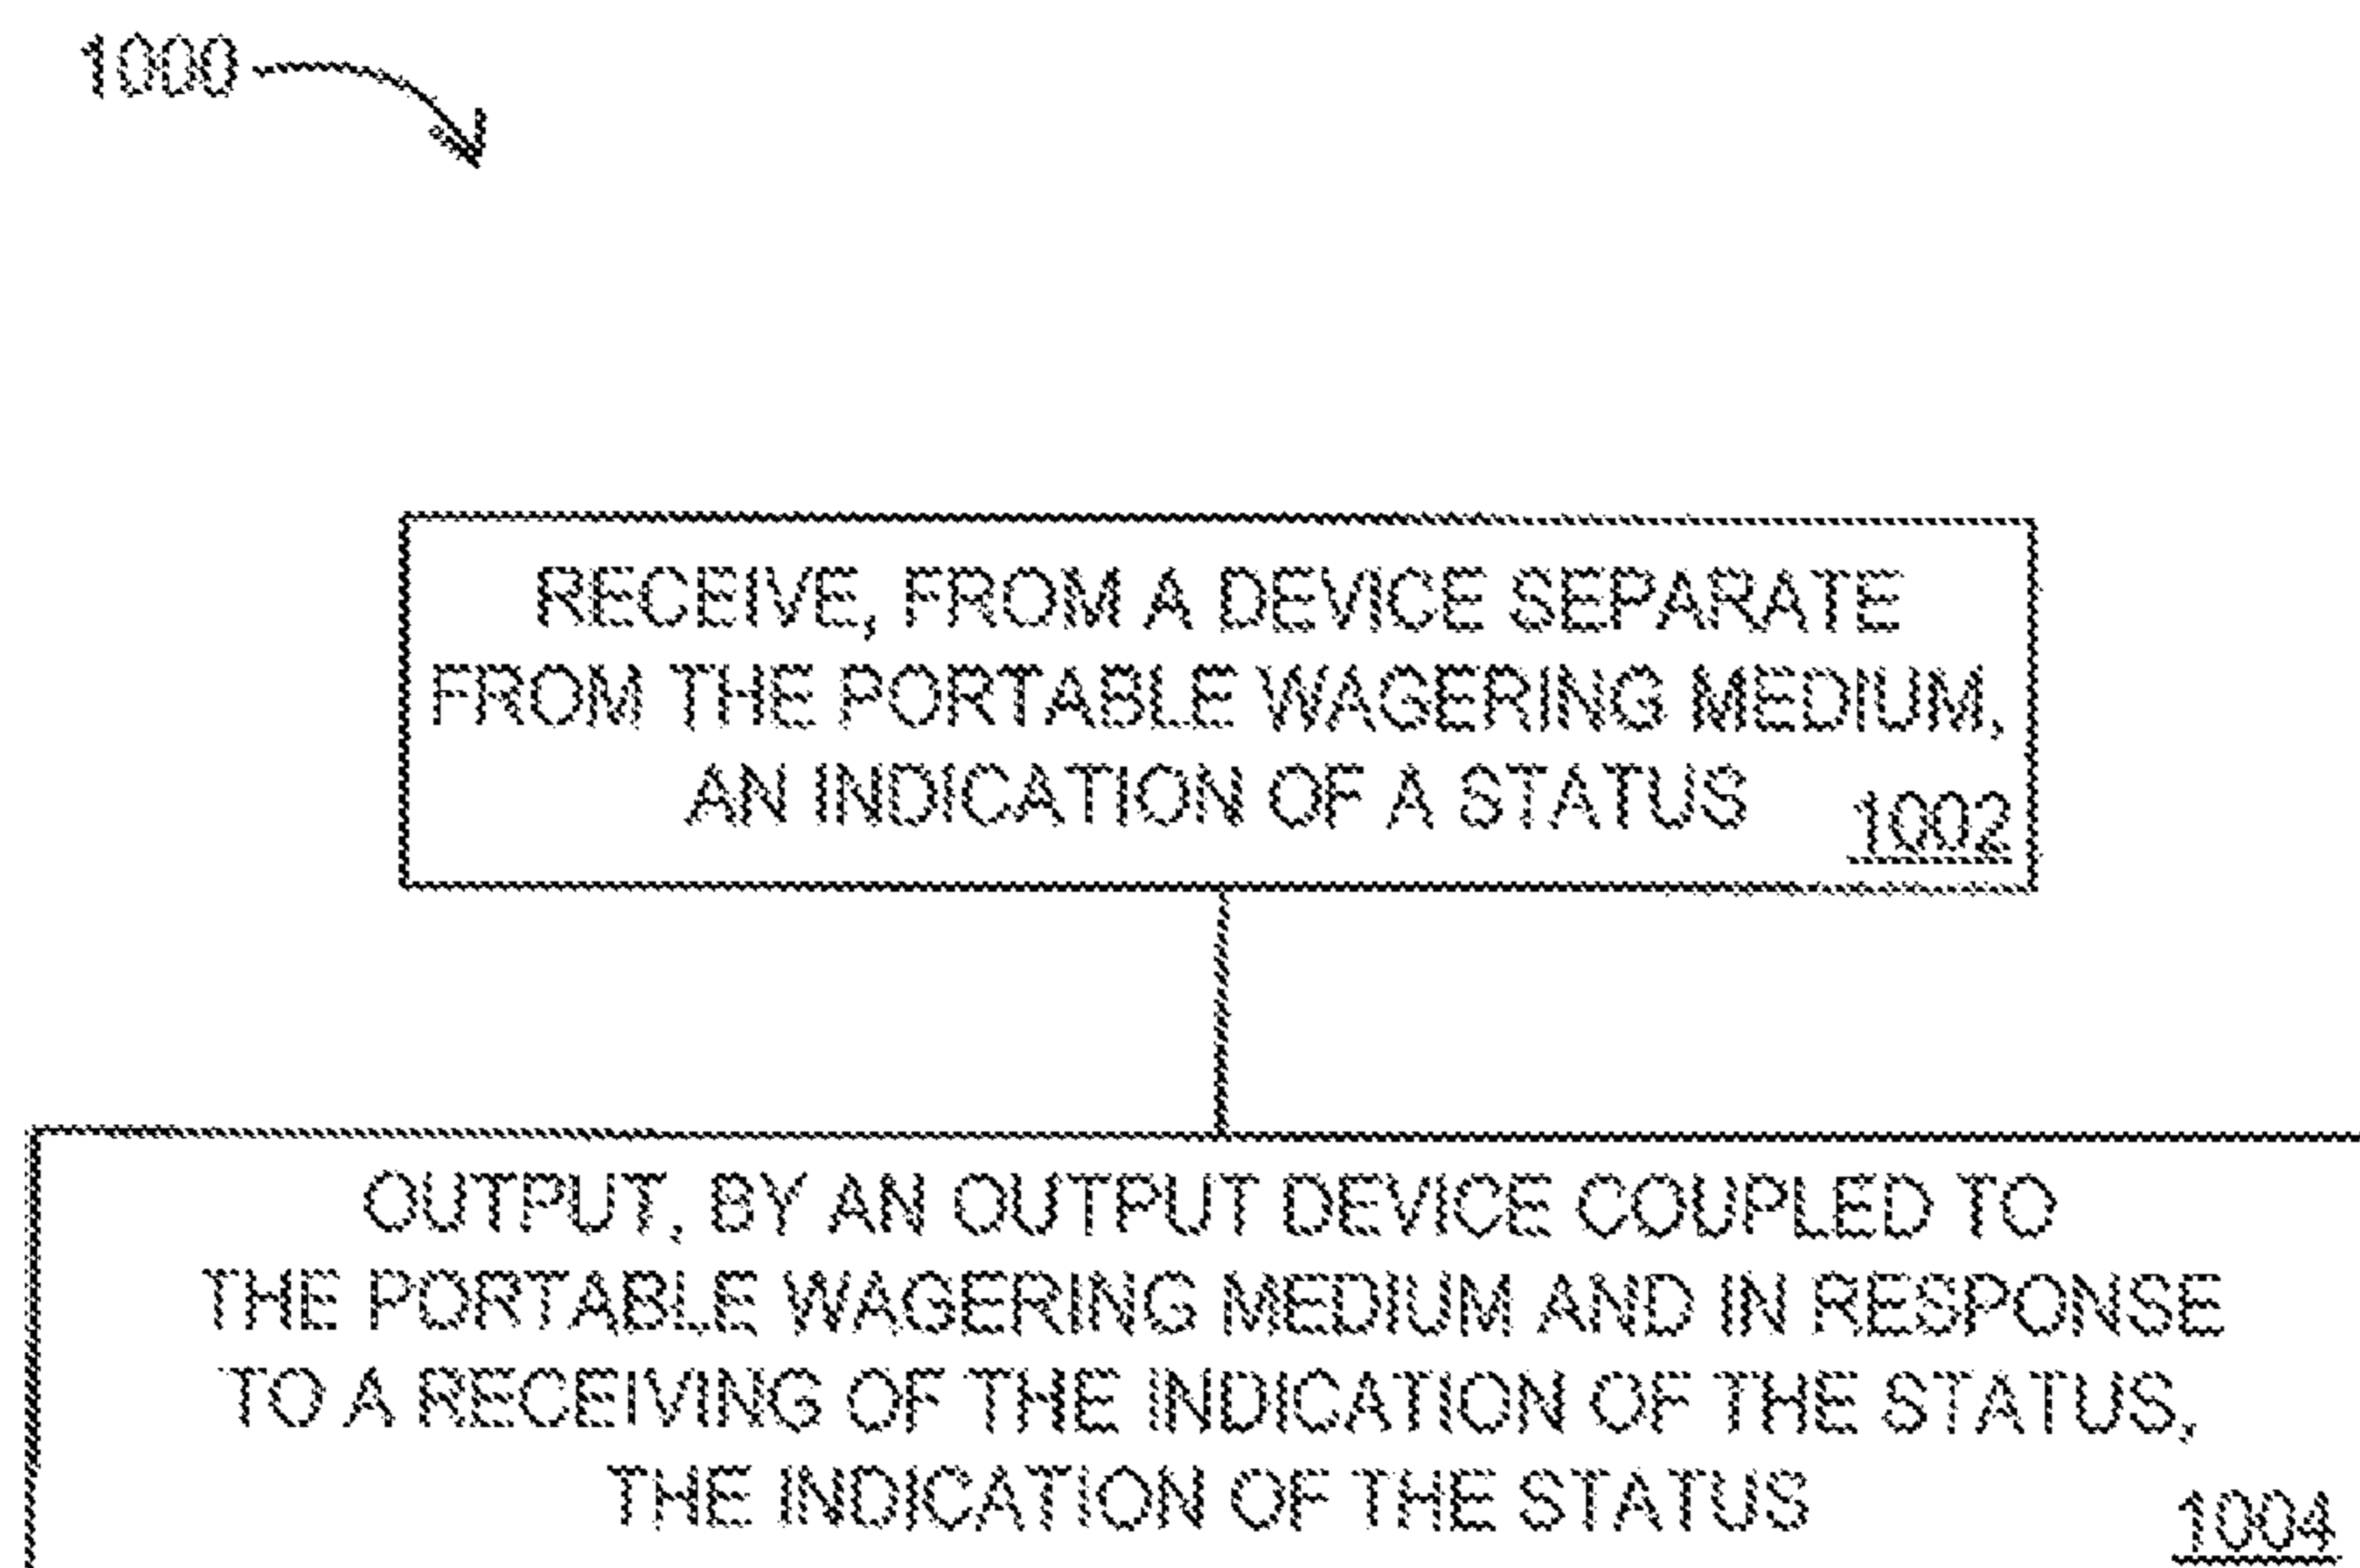 1000
RECEIVE, FROM A DEVICE SEPARATE
FROM THE PORTABLE WAGERING MEDIUM,
AN INDICATION OF A STATUS
1002
OUTPUT, BY AN OUTPUT DEVICE COUPLED TO
THE PORTABLE WAGERING MEDIUM AND IN RESPONSE
TO A RECEIVING OF THE INDICATION OF THE STATUS,
THE INDICATION OF THE STATUS
1004